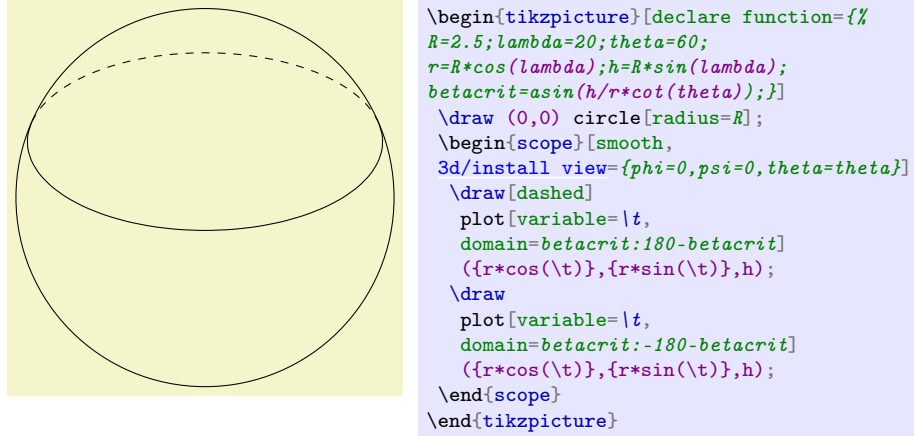 \begin{tikzpicture}[declare function={%
R=2.5;lambda=20;theta=60;
r=R*cos(lambda);h=R*sin(lambda);
betacrit=asin(h/r*cot(theta));}]
\draw (0,0) circle[radius=R];
\begin{scope}[smooth,
3d/install view={phi=0,psi=0,theta=theta}]
\draw[dashed]
plot[variable=\t,
domain=betacrit:180-betacrit]
({r*cos(\t)},{r*sin(\t)},h);
\draw
plot[variable=\t,
domain=betacrit:-180-betacrit]
({r*cos(\t)},{r*sin(\t)},h);
\end{scope}
\end{tikzpicture}